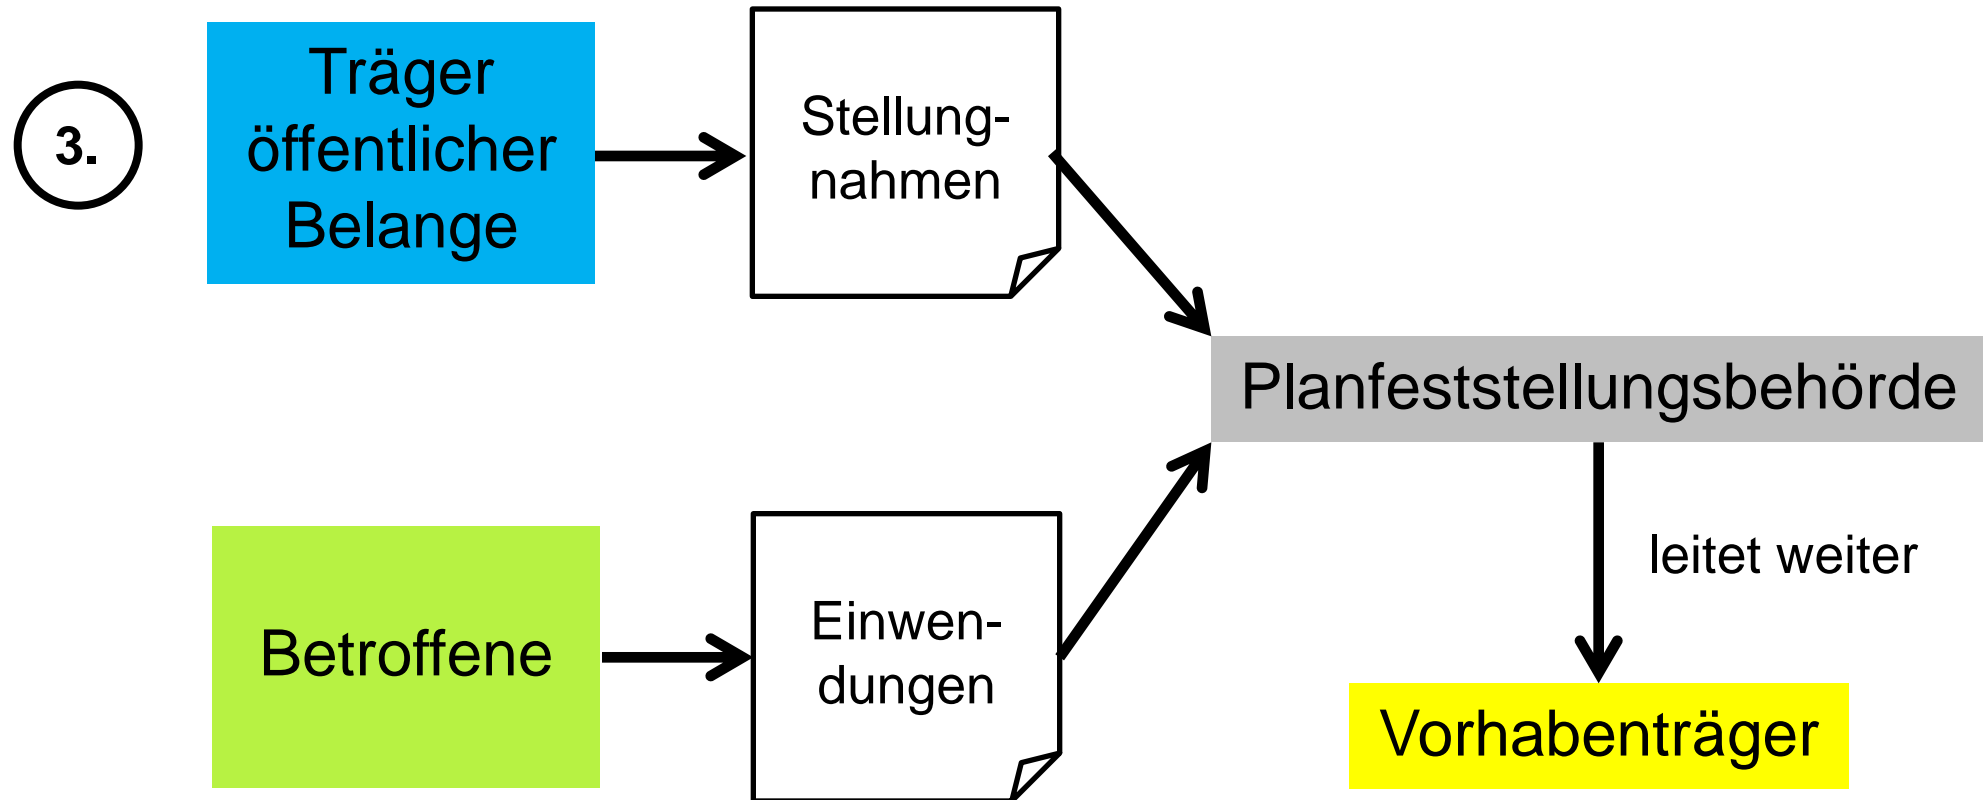 3.
Träger
öffentlicher
Belange
Stellung-
nahmen
Planfeststellungsbehörde
leitet weiter
Betroffene
Einwen-
dungen
Vorhabenträger